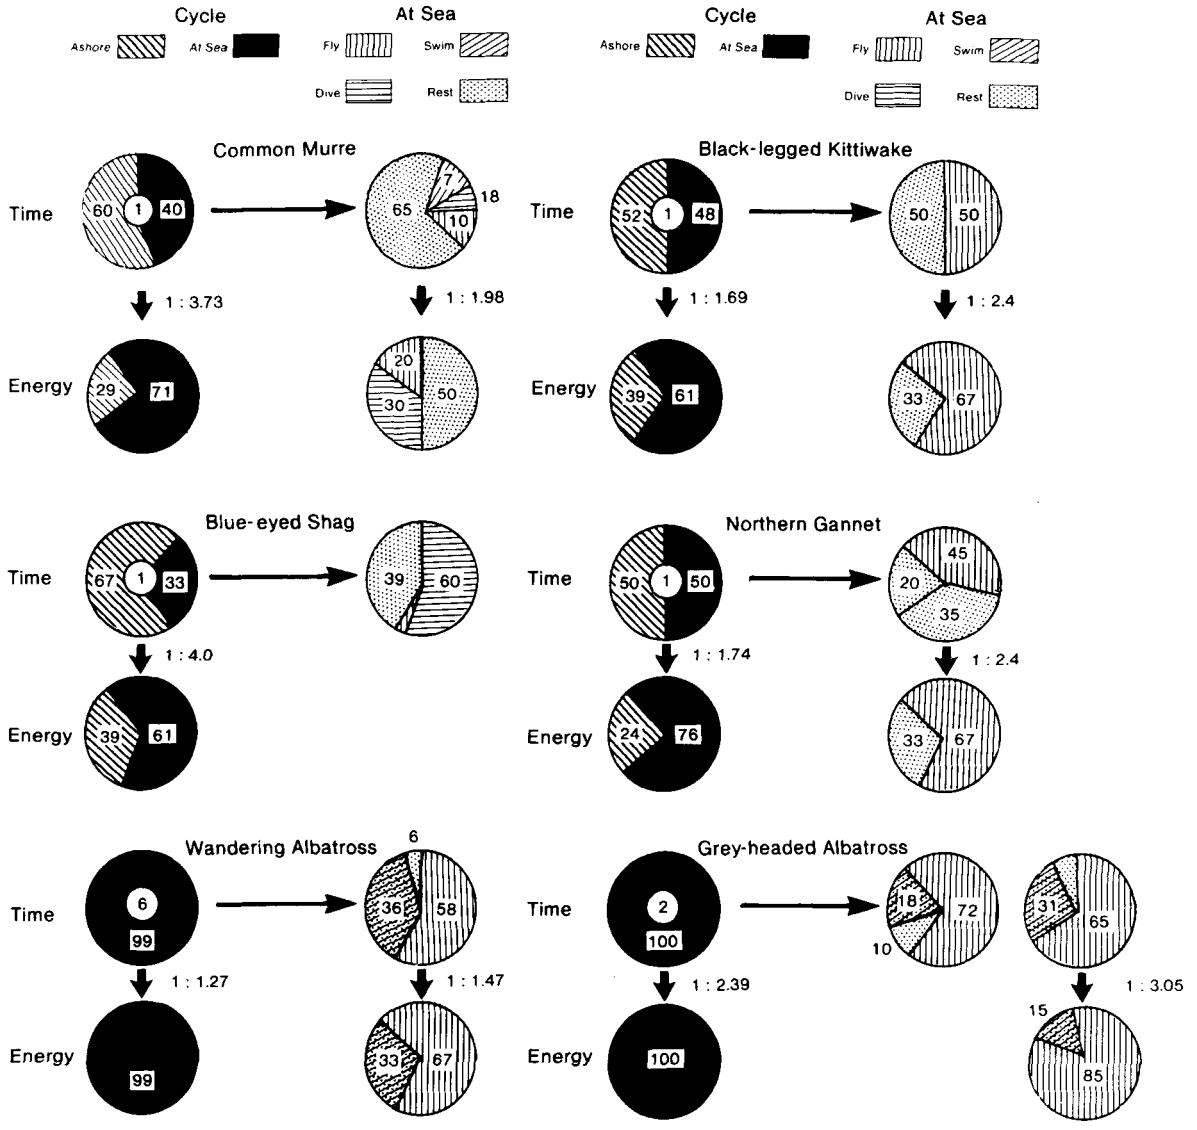 Cycle At Sea Cycle At Sea
Ashore At Sea Fly Swim Ashore At Sea Fly Swim
Dive Rest Dive Rest
Common Murre Black-legged Kittiwake
Time 60 1 40 65 7 18 10 Time 52 1 48 50 50
1 : 3.73 1 : 1.98 1 : 1.69 1 : 2.4
Energy 29 71 20 30 50 Energy 39 61 33 67
Blue-eyed Shag Northern Gannet
Time 67 1 33 39 60 Time 50 1 50 45 20 35
1 : 4.0 1 : 1.74 1 : 2.4
Energy 39 61 Energy 24 76 33 67
Wandering Albatross 6 Grey-headed Albatross
Time 6 99 36 58 Time 2 100 18 72 10 31 65
1 : 1.27 1 : 1.47 1 : 2.39 1 : 3.05
Energy 99 33 67 Energy 100 15 85